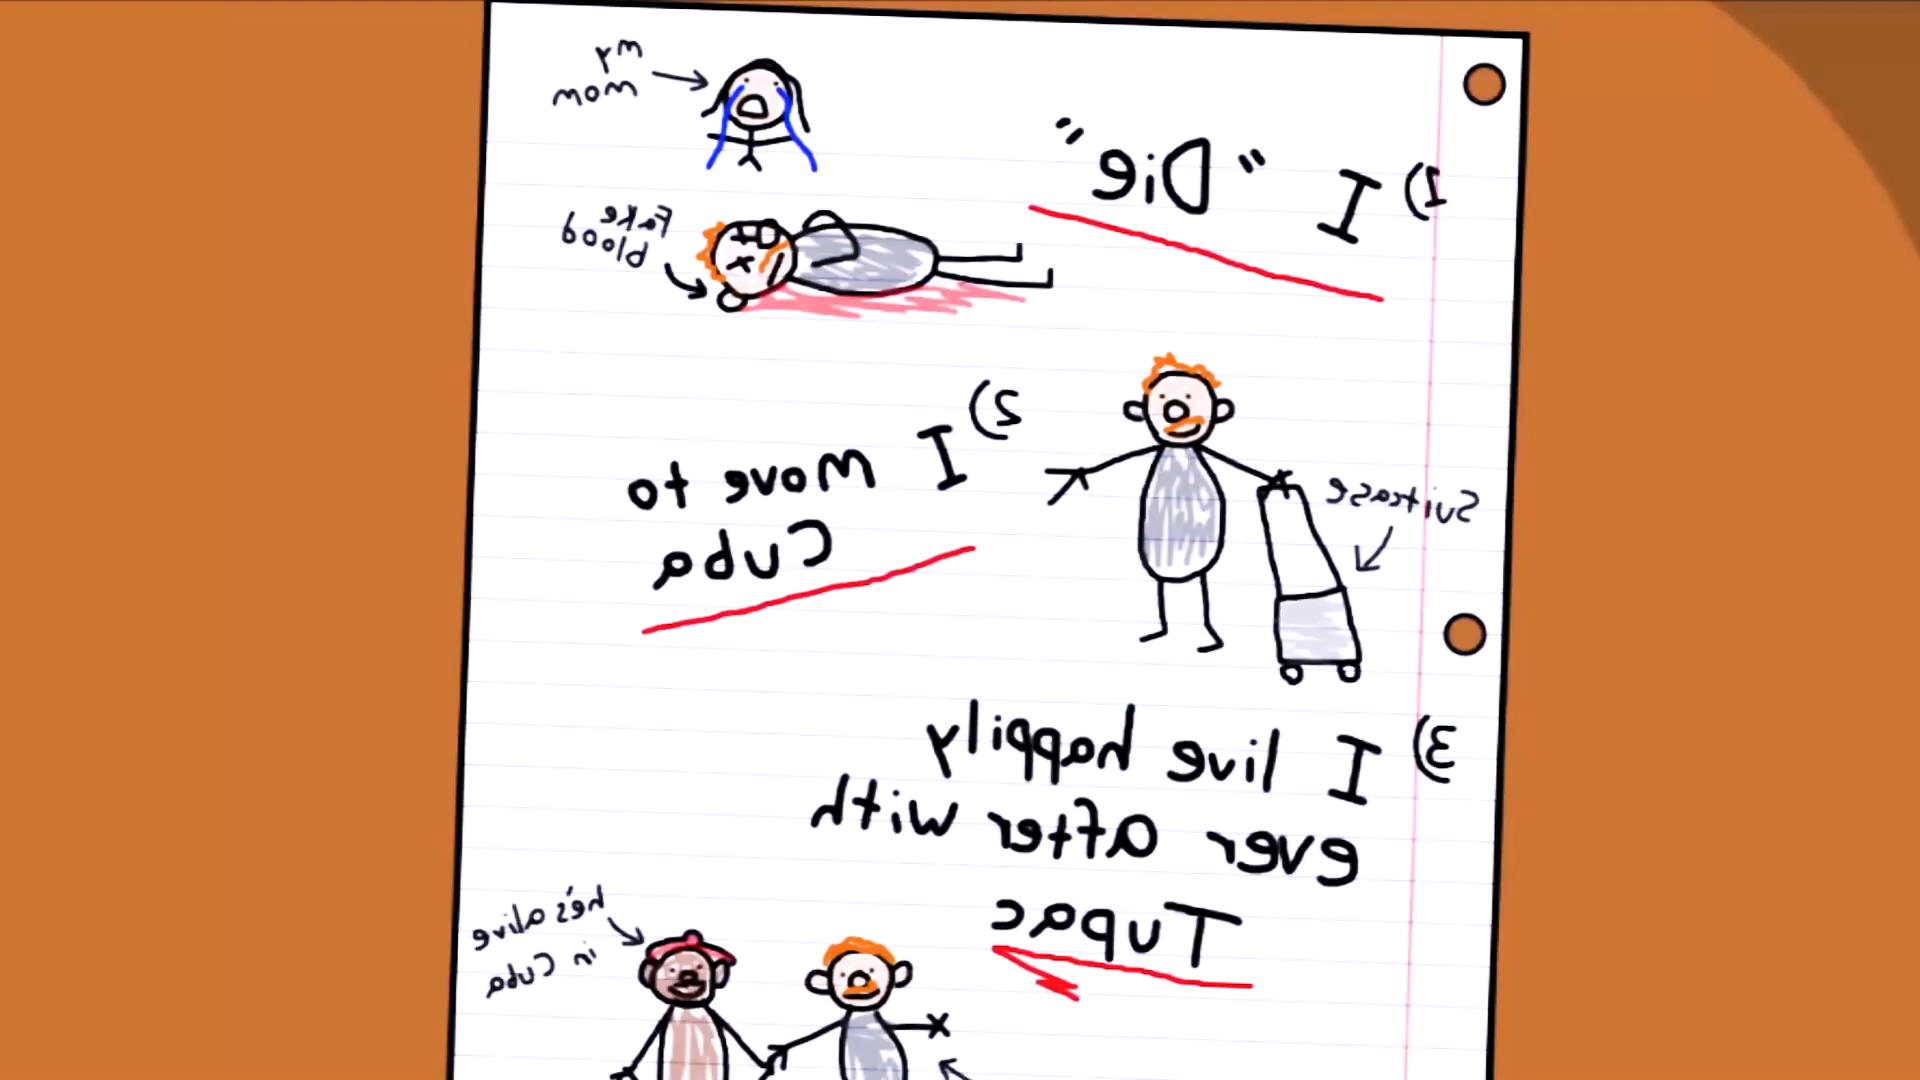 1) I "Die"
my
mom
Fake
blood
2) I move to
Cuba
Suitcase
3) I live happily
ever after with
Tupac
he's alive
in Cuba